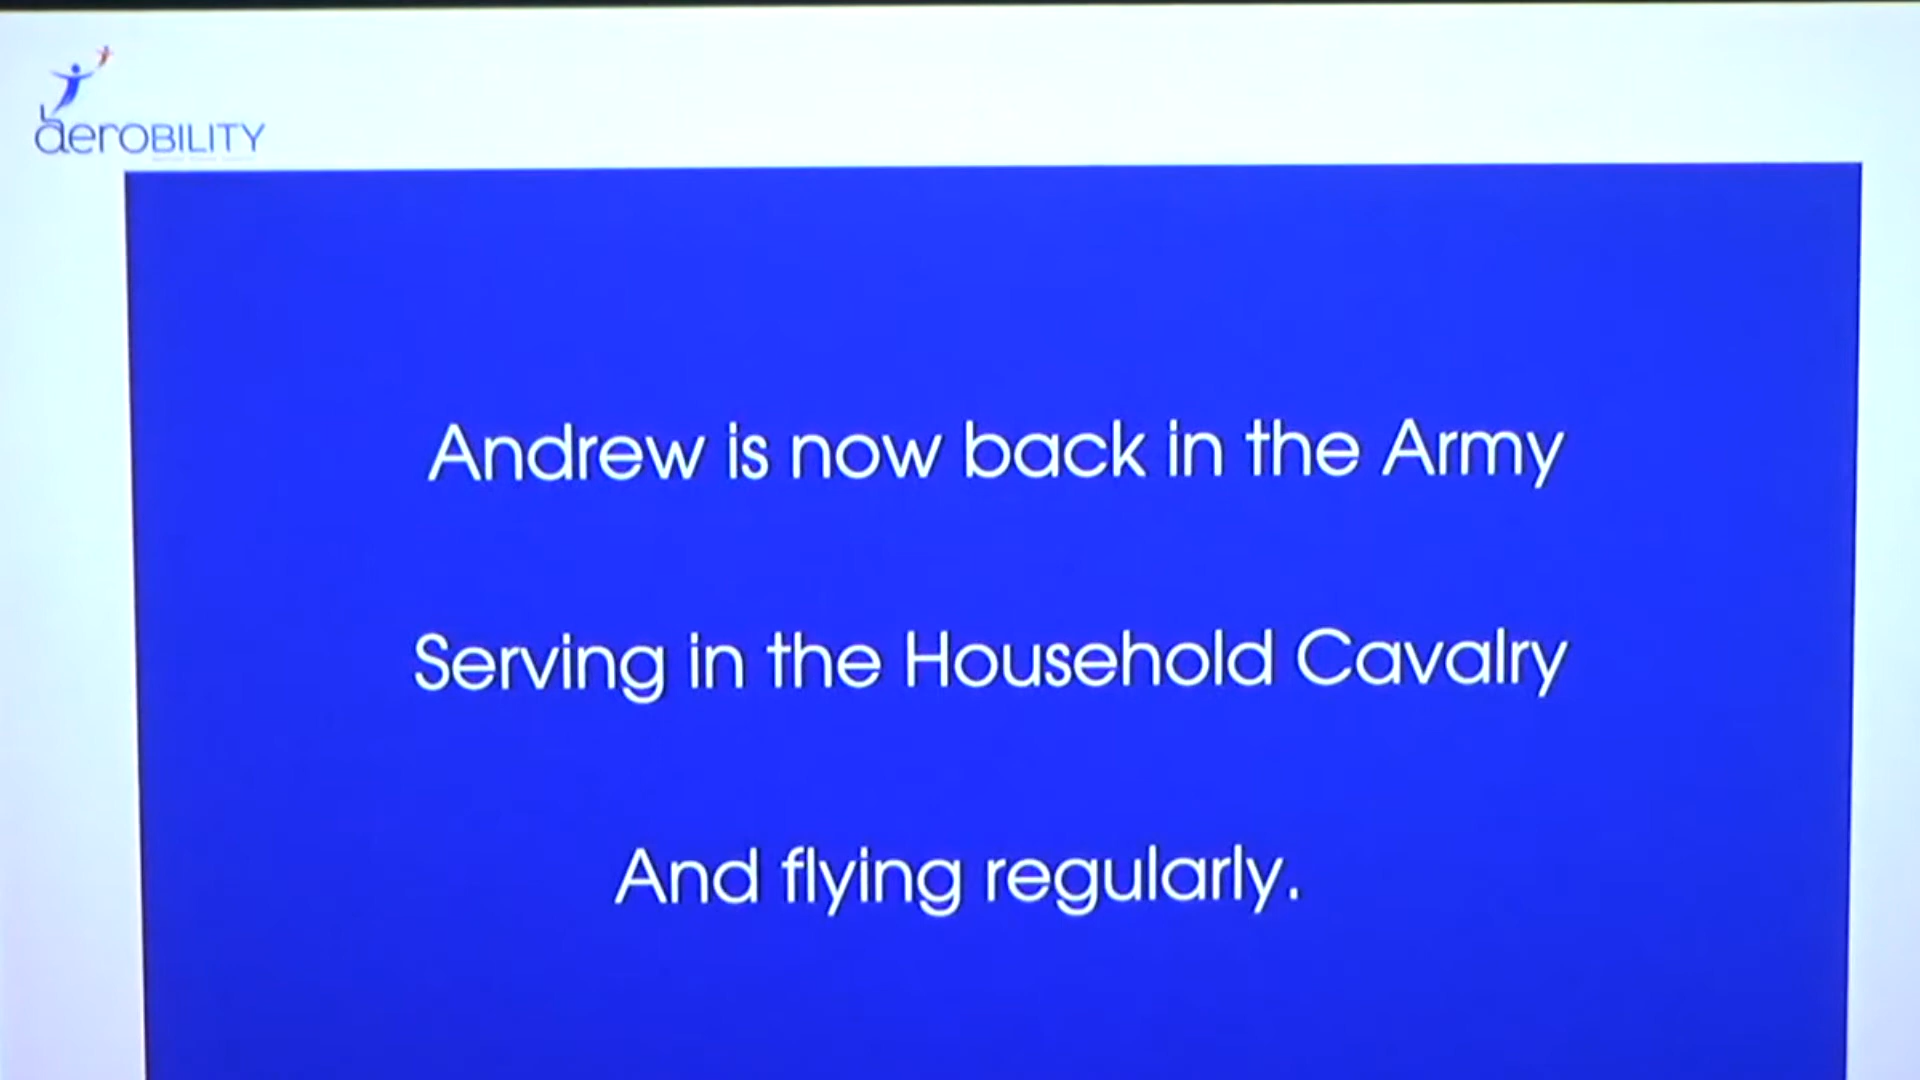 aeroBILITY
Andrew is now back in the Army
Serving in the Household Cavalry
And flying regularly.